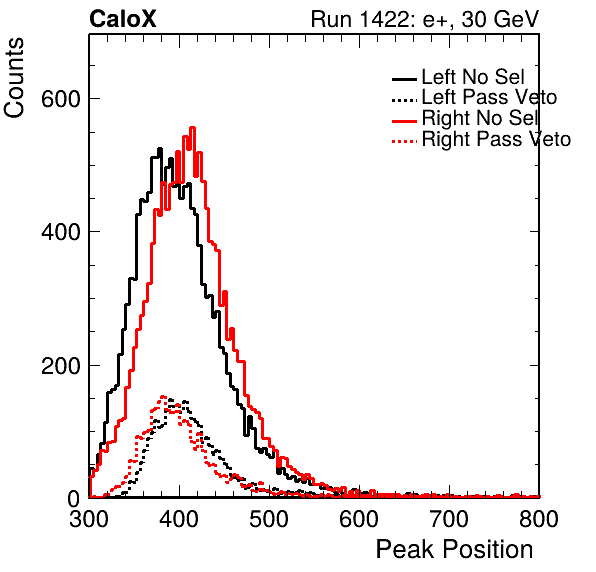 CaloX
Run 1422: e+, 30 GeV
Counts
Left No Sel
Left Pass Veto
Right No Sel
Right Pass Veto
600
400
200
0
300 400 500 600 700 800
Peak Position